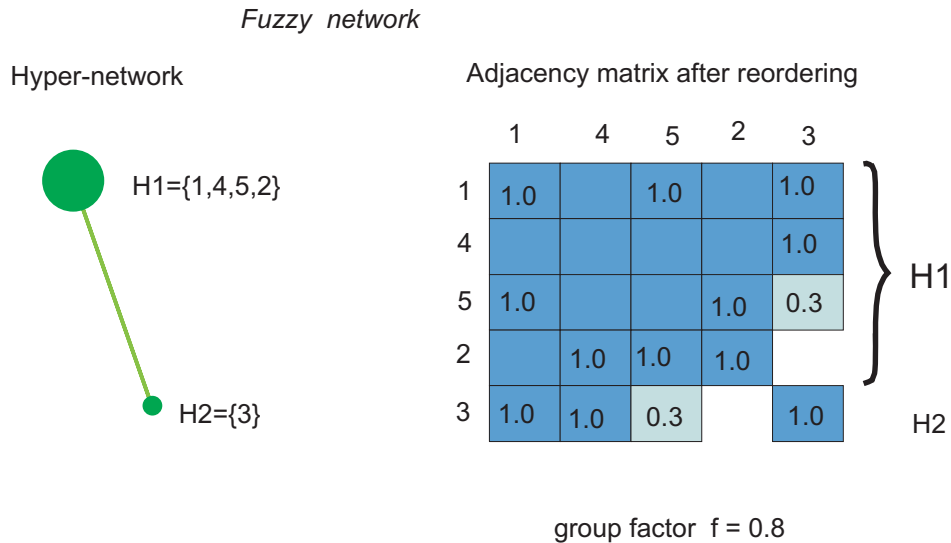 Fuzzy network
Hyper-network
Adjacency matrix after reordering
1 4 5 2 3
H1={1,4,5,2}
1 1.0 1.0 1.0
4 1.0
H1
5 1.0 1.0 0.3
2 1.0 1.0 1.0
H2={3}
3 1.0 1.0 0.3 1.0
H2
group factor f = 0.8